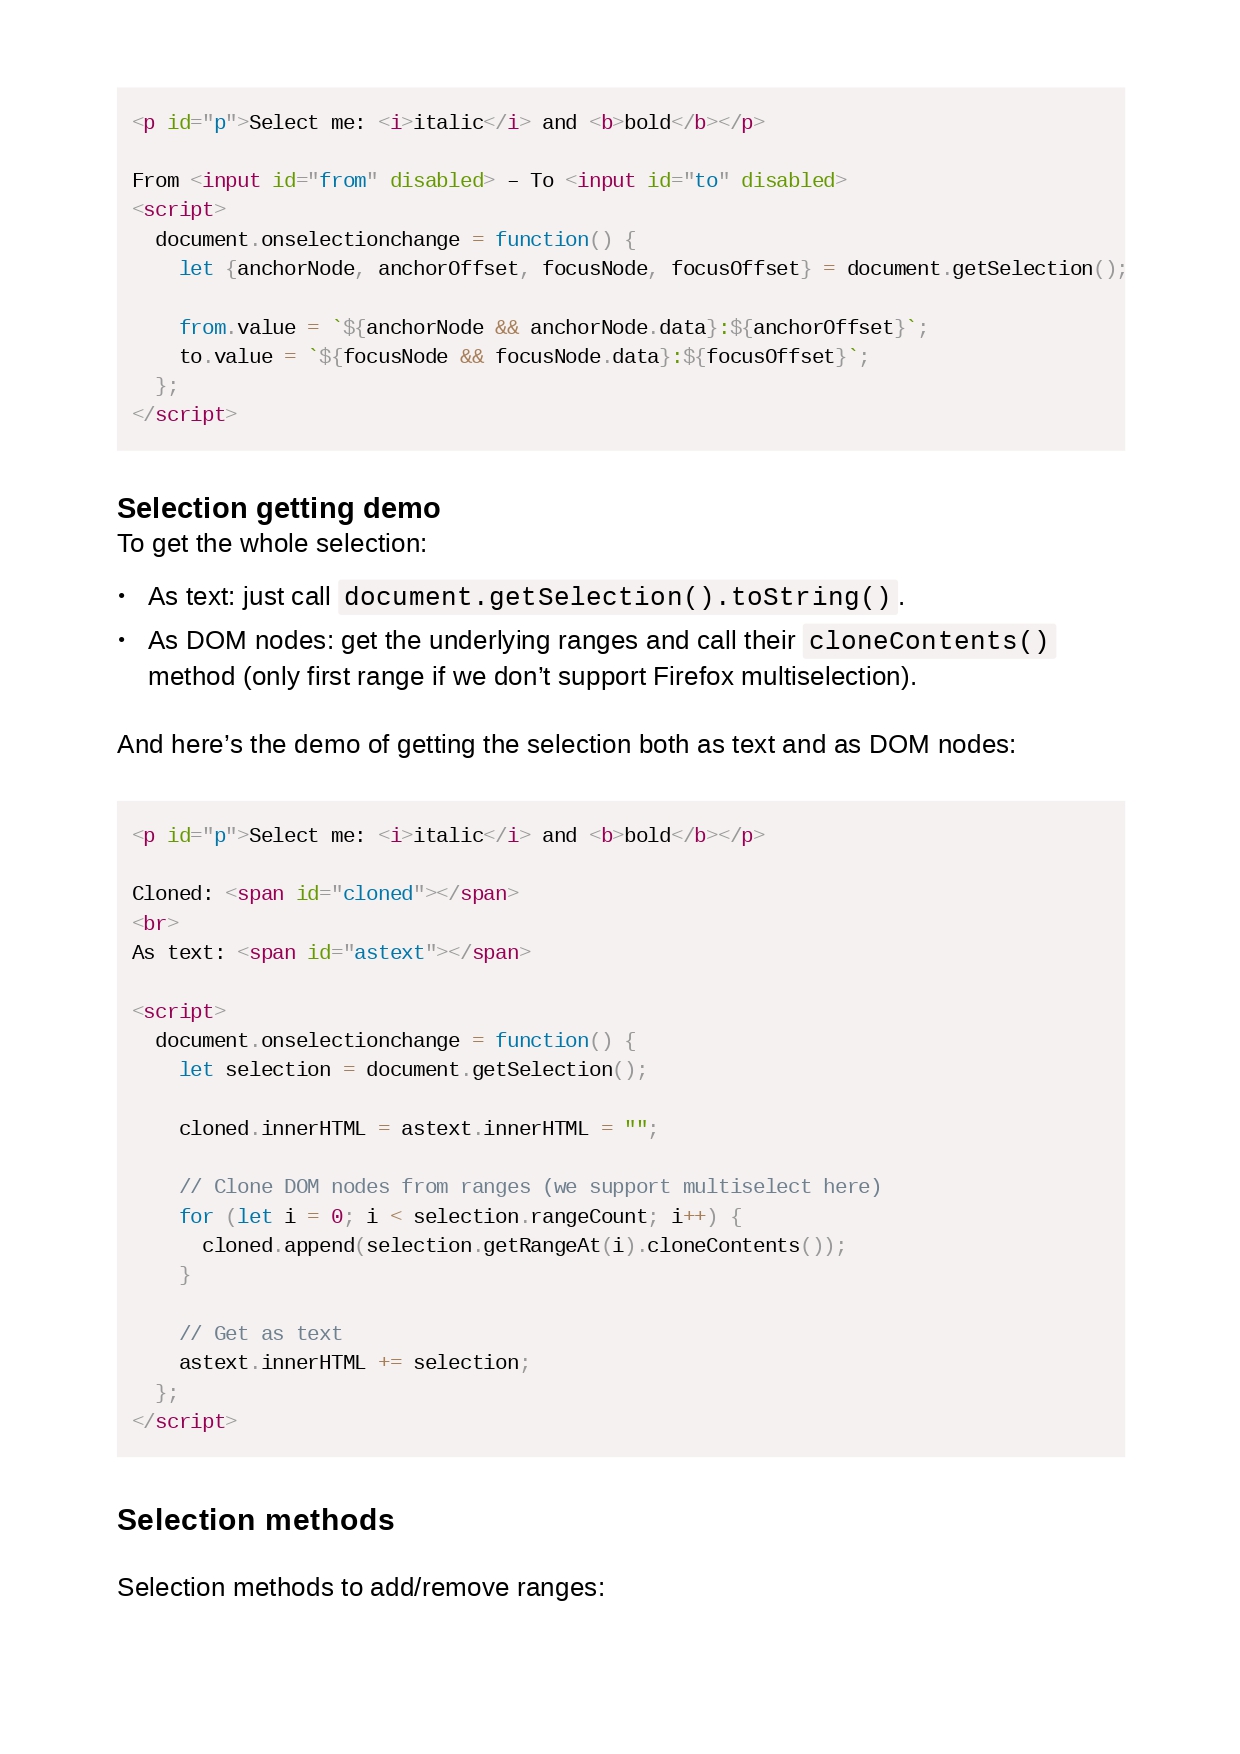 <p id="p">Select me: <i>italic</i> and <b>bold</b></p>

From <input id="from" disabled> – To <input id="to" disabled>
<script>
  document.onselectionchange = function() {
    let {anchorNode, anchorOffset, focusNode, focusOffset} = document.getSelection();

    from.value = `${anchorNode && anchorNode.data}:${anchorOffset}`;
    to.value = `${focusNode && focusNode.data}:${focusOffset}`;
  };
</script>

Selection getting demo
To get the whole selection:
• As text: just call document.getSelection().toString().
• As DOM nodes: get the underlying ranges and call their cloneContents()
method (only first range if we don’t support Firefox multiselection).

And here’s the demo of getting the selection both as text and as DOM nodes:

<p id="p">Select me: <i>italic</i> and <b>bold</b></p>

Cloned: <span id="cloned"></span>
<br>
As text: <span id="astext"></span>

<script>
  document.onselectionchange = function() {
    let selection = document.getSelection();

    cloned.innerHTML = astext.innerHTML = "";

    // Clone DOM nodes from ranges (we support multiselect here)
    for (let i = 0; i < selection.rangeCount; i++) {
      cloned.append(selection.getRangeAt(i).cloneContents());
    }

    // Get as text
    astext.innerHTML += selection;
  };
</script>

Selection methods

Selection methods to add/remove ranges: